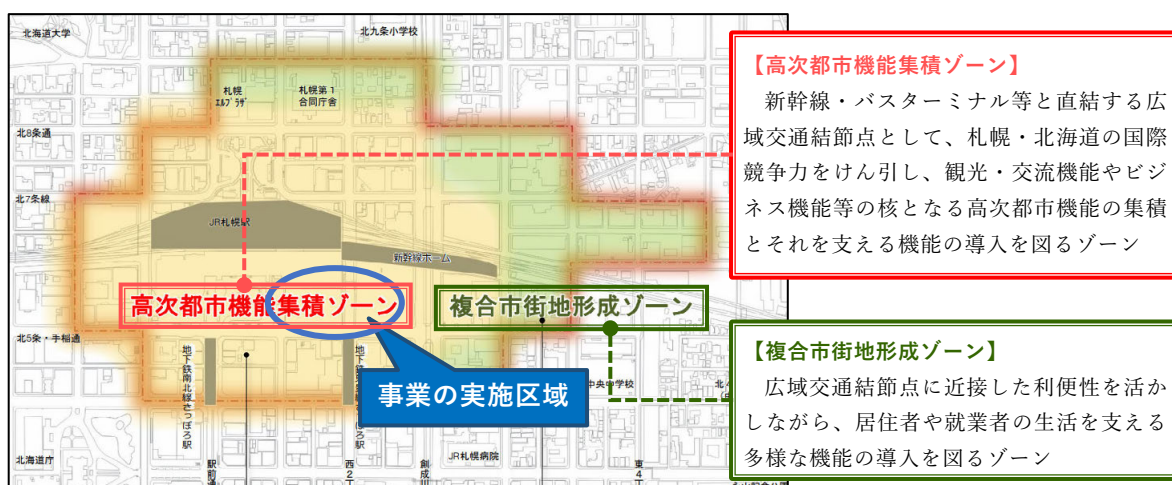 北海道大学
北九条小学校
札幌
エルプラザ
札幌第1
合同庁舎
北8条通
北7条線
JR札幌駅
新幹線ホーム
高次都市機能集積ゾーン
複合市街地形成ゾーン
北5条・手稲通
地下鉄南北線さっぽろ駅
事業の実施区域
中央中学校
北海道庁
駅前通
西2丁
創成川
JR札幌病院
東4丁
【高次都市機能集積ゾーン】
新幹線・バスターミナル等と直結する広
域交通結節点として、札幌・北海道の国際
競争力をけん引し、観光・交流機能やビジ
ネス機能等の核となる高次都市機能の集積
とそれを支える機能の導入を図るゾーン
【複合市街地形成ゾーン】
広域交通結節点に近接した利便性を活か
しながら、居住者や就業者の生活を支える
多様な機能の導入を図るゾーン